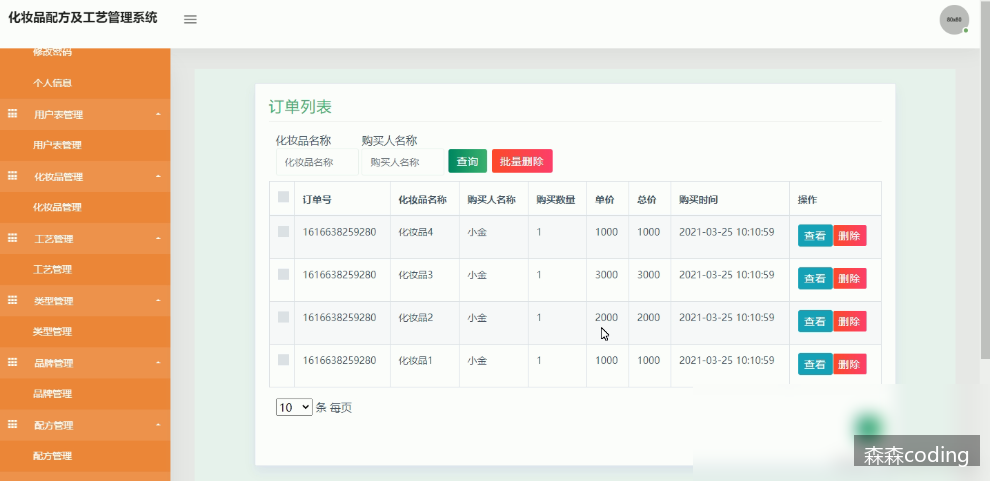 化妆品配方及工艺管理系统
80x80
修改密码
个人信息
用户表管理
用户表管理
化妆品管理
化妆品管理
工艺管理
工艺管理
类型管理
类型管理
品牌管理
品牌管理
配方管理
配方管理
订单列表
化妆品名称 购买人名称
化妆品名称 购买人名称 查询 批量删除
订单号 化妆品名称 购买人名称 购买数量 单价 总价 购买时间 操作
1616638259280 化妆品4 小金 1 1000 1000 2021-03-25 10:10:59 查看 删除
1616638259280 化妆品3 小金 1 3000 3000 2021-03-25 10:10:59 查看 删除
1616638259280 化妆品2 小金 1 2000 2000 2021-03-25 10:10:59 查看 删除
1616638259280 化妆品1 小金 1 1000 1000 2021-03-25 10:10:59 查看 删除
10 条 每页
森森coding